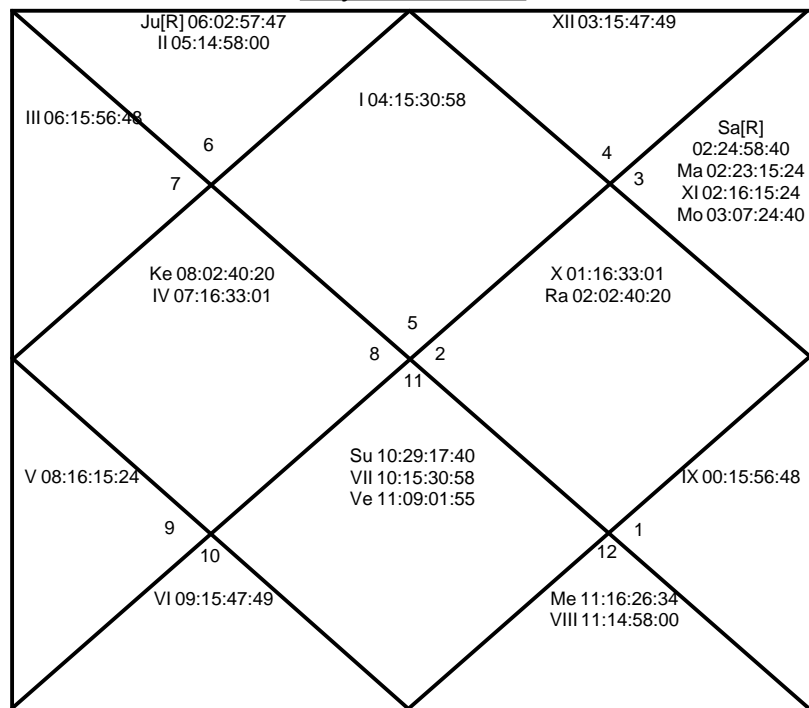 Ju[R] 06:02:57:47
II 05:14:58:00
XII 03:15:47:49
I 04:15:30:58
III 06:15:56:48
Sa[R]
02:24:58:40
Ma 02:23:15:24
XI 02:16:15:24
Mo 03:07:24:40
6
7
4
3
Ke 08:02:40:20
IV 07:16:33:01
X 01:16:33:01
Ra 02:02:40:20
5
8
2
11
Su 10:29:17:40
VII 10:15:30:58
Ve 11:09:01:55
V 08:16:15:24
IX 00:15:56:48
9
10
1
12
VI 09:15:47:49
Me 11:16:26:34
VIII 11:14:58:00